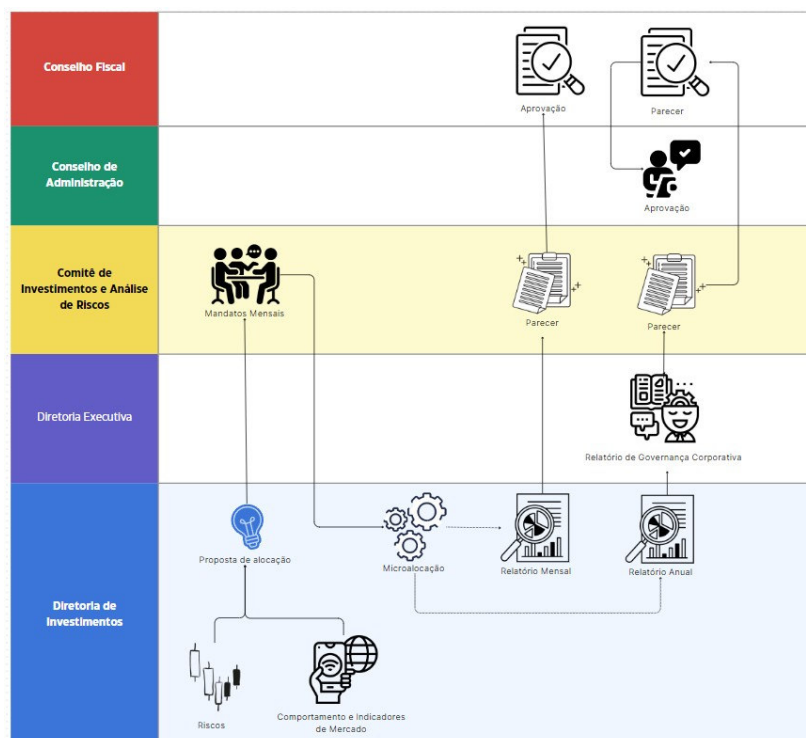 Conselho Fiscal
Aprovação
Parecer
Conselho de
Administração
Aprovação
Comitê de
Investimentos e Análise
de Riscos
Mandatos Mensais
Parecer
Parecer
Diretoria Executiva
Relatório de Governança Corporativa
Proposta de alocação
Microalocação
Relatório Mensal
Relatório Anual
Diretoria de
Investimentos
Riscos
Comportamento e Indicadores
de Mercado